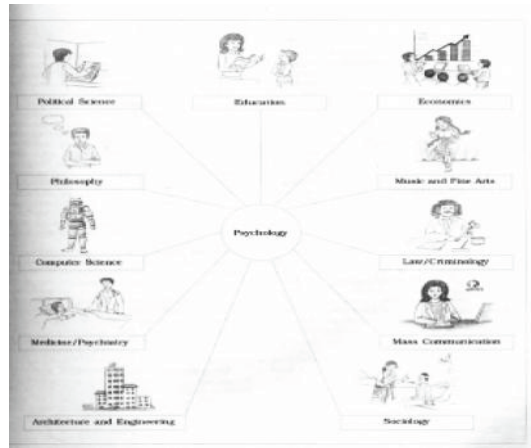 Political Science
Education
Economics
Philosophy
Music and Fine Arts
Psychology
Computer Science
Law/Criminology
Medicine/Psychiatry
Mass Communication
Architecture and Engineering
Sociology